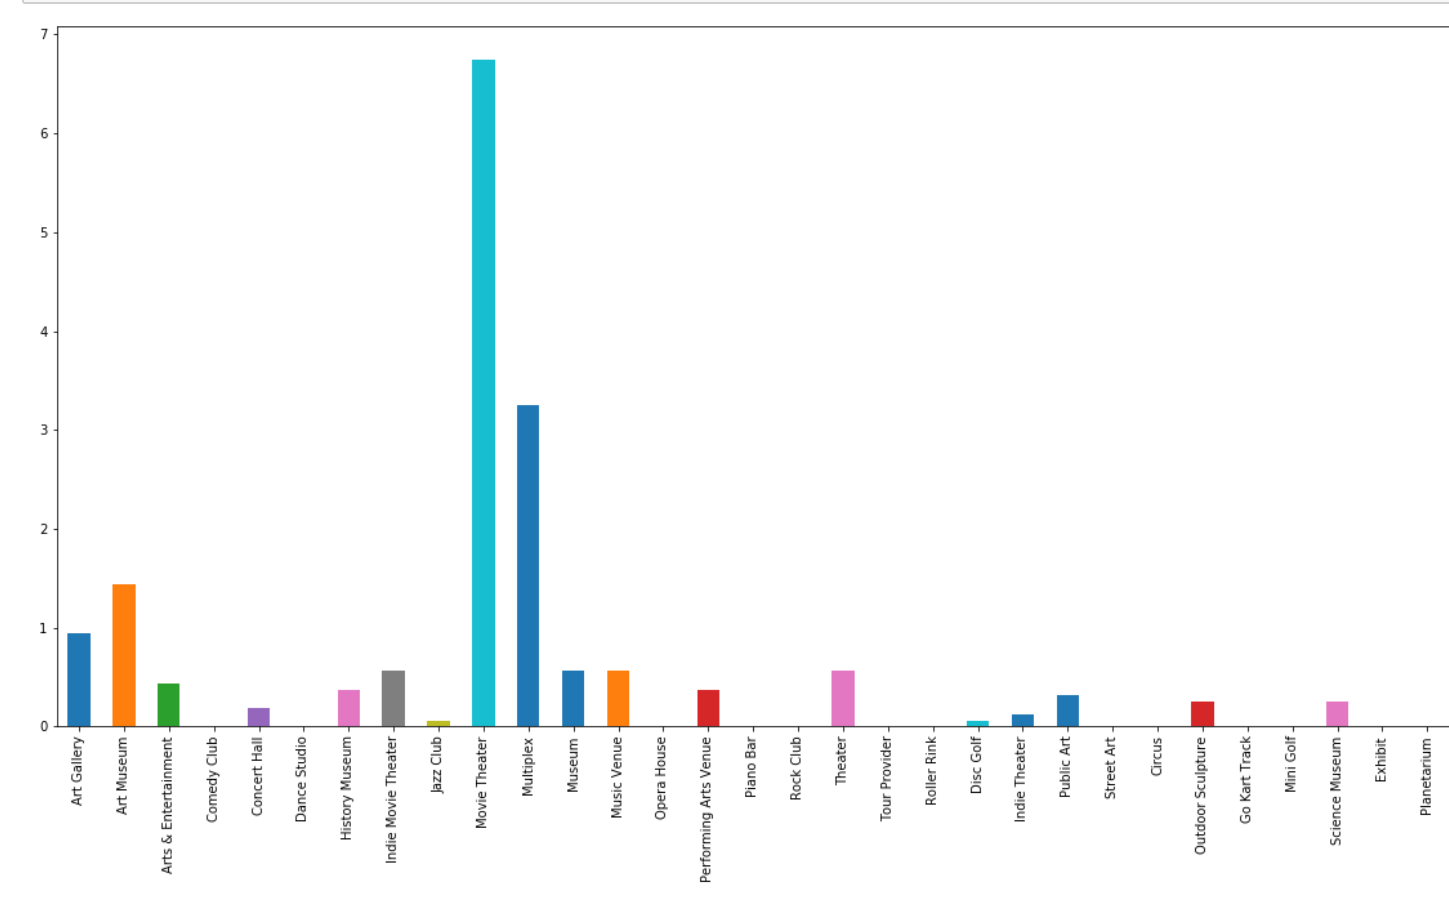 7
6
5
4
3
2
1
0
Art Gallery
Art Museum
Arts & Entertainment
Comedy Club
Concert Hall
Dance Studio
History Museum
Indie Movie Theater
Jazz Club
Movie Theater
Multiplex
Museum
Music Venue
Opera House
Performing Arts Venue
Piano Bar
Rock Club
Theater
Tour Provider
Roller Rink
Disc Golf
Indie Theater
Public Art
Street Art
Circus
Outdoor Sculpture
Go Kart Track
Mini Golf
Science Museum
Exhibit
Planetarium